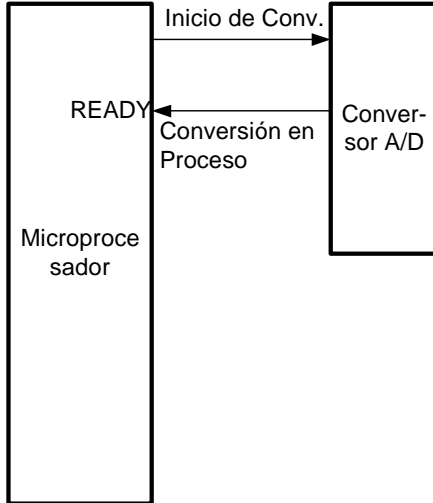 Inicio de Conv.
READY
Conversión en
Proceso
Conver-
sor A/D
Microproce
sador